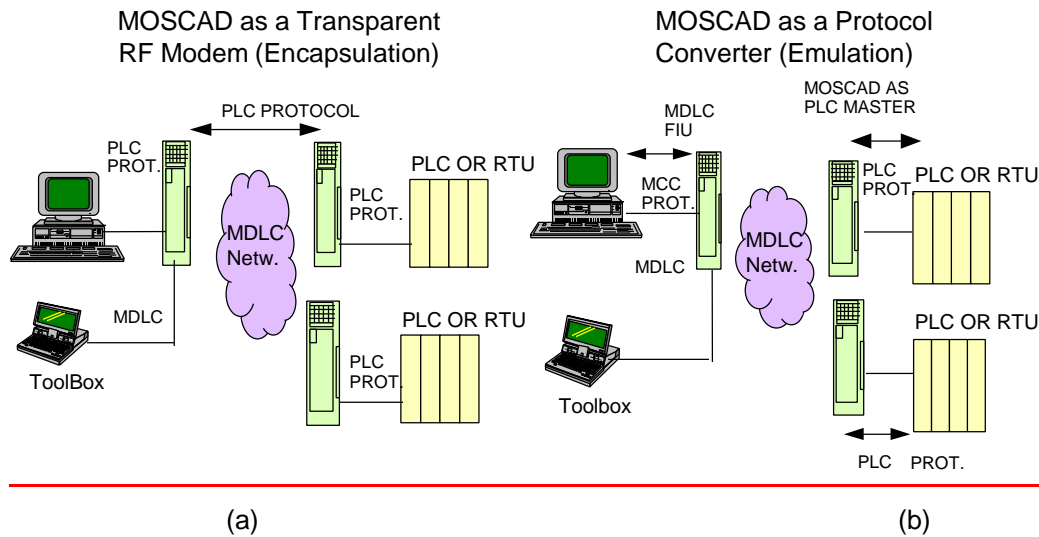 MOSCAD as a Transparent
RF Modem (Encapsulation)
PLC PROTOCOL
PLC
PROT.
PLC OR RTU
PLC
PROT.
MDLC
Netw.
MDLC
ToolBox
PLC OR RTU
PLC
PROT.
(a)
MOSCAD as a Protocol
Converter (Emulation)
MOSCAD AS
PLC MASTER
MDLC
FIU
MCC
PROT.
PLC
PROT.
PLC OR RTU
MDLC
Netw.
MDLC
Toolbox
PLC OR RTU
PLC PROT.
(b)